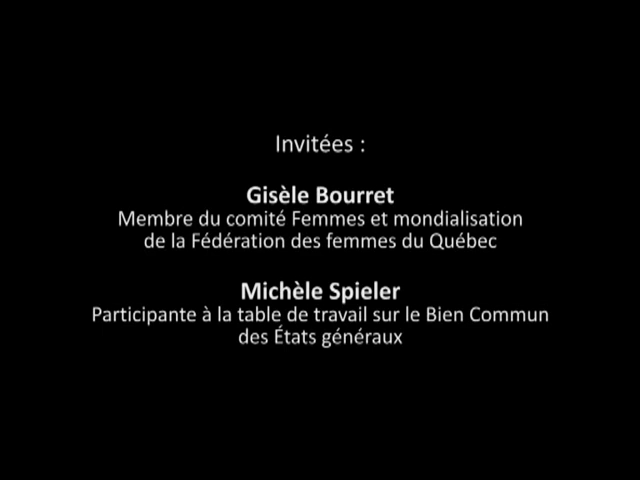 Invitées :
Gisèle Bourret
Membre du comité Femmes et mondialisation
de la Fédération des femmes du Québec
Michèle Spieler
Participante à la table de travail sur le Bien Commun
des États généraux